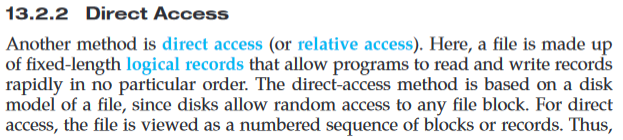 13.2.2 Direct Access
Another method is direct access (or relative access). Here, a file is made up
of fixed-length logical records that allow programs to read and write records
rapidly in no particular order. The direct-access method is based on a disk
model of a file, since disks allow random access to any file block. For direct
access, the file is viewed as a numbered sequence of blocks or records. Thus,